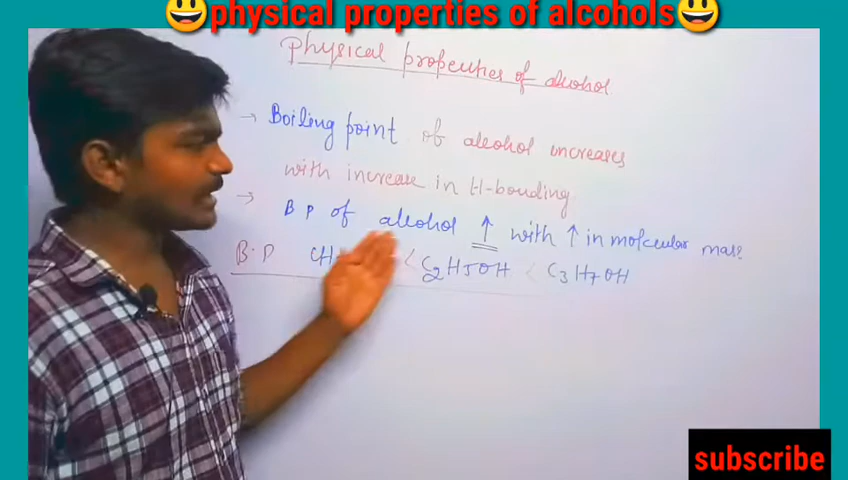 😃physical properties of alcohols😃
Physical properties of alcohol
→ Boiling point of alcohol increases
with increase in H-bonding
→ B P of alcohol ↑ with ↑ in molecular mass
B.P CH < C2H5OH < C3H7OH
subscribe